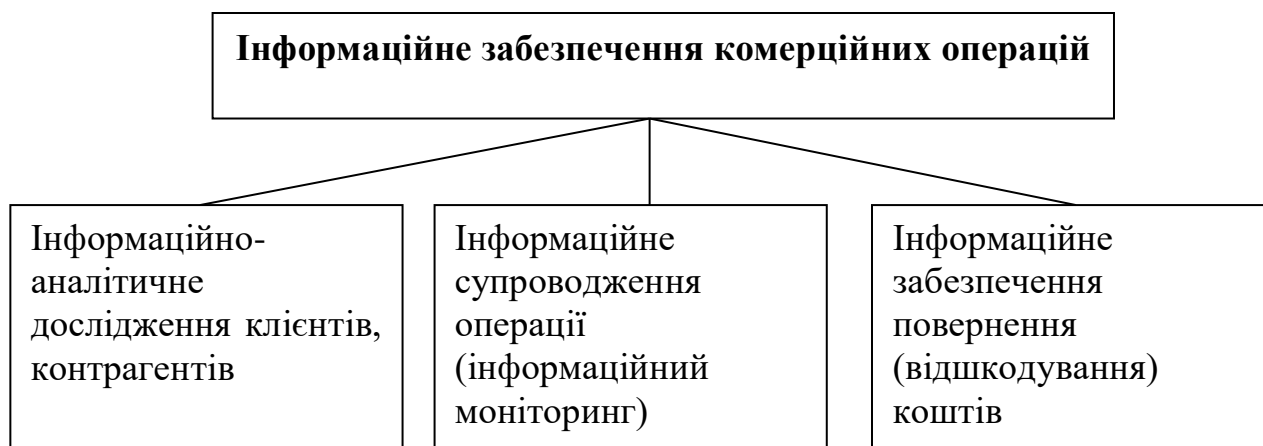 Інформаційне забезпечення комерційних операцій
Інформаційно-
аналітичне
дослідження клієнтів,
контрагентів
Інформаційне
супроводження
операції
(інформаційний
моніторинг)
Інформаційне
забезпечення
повернення
(відшкодування)
коштів